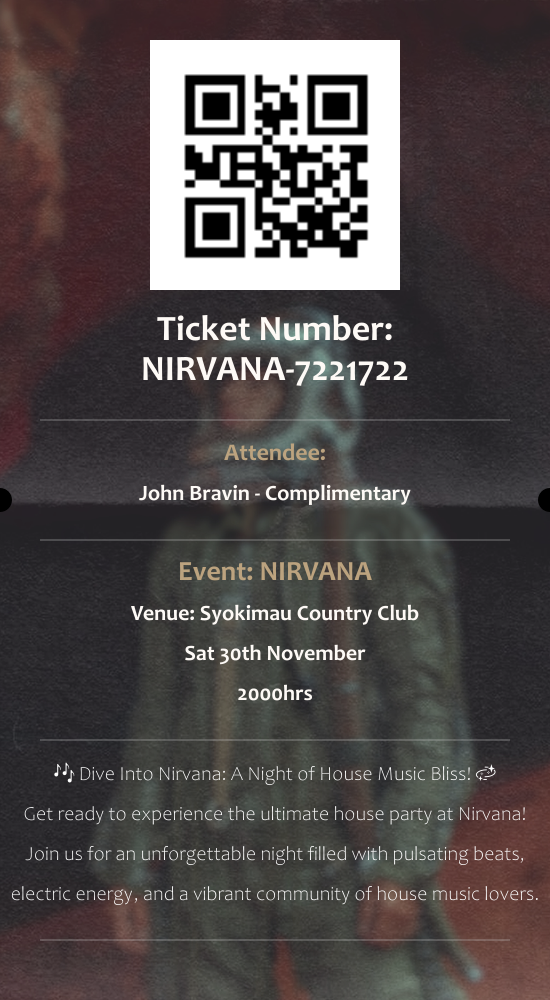 Ticket Number:
NIRVANA-7221722
Attendee:
John Bravin - Complimentary
Event: NIRVANA
Venue: Syokimau Country Club
Sat 30th November
2000hrs
🎶 Dive Into Nirvana: A Night of House Music Bliss! 💫
Get ready to experience the ultimate house party at Nirvana!
Join us for an unforgettable night filled with pulsating beats,
electric energy, and a vibrant community of house music lovers.